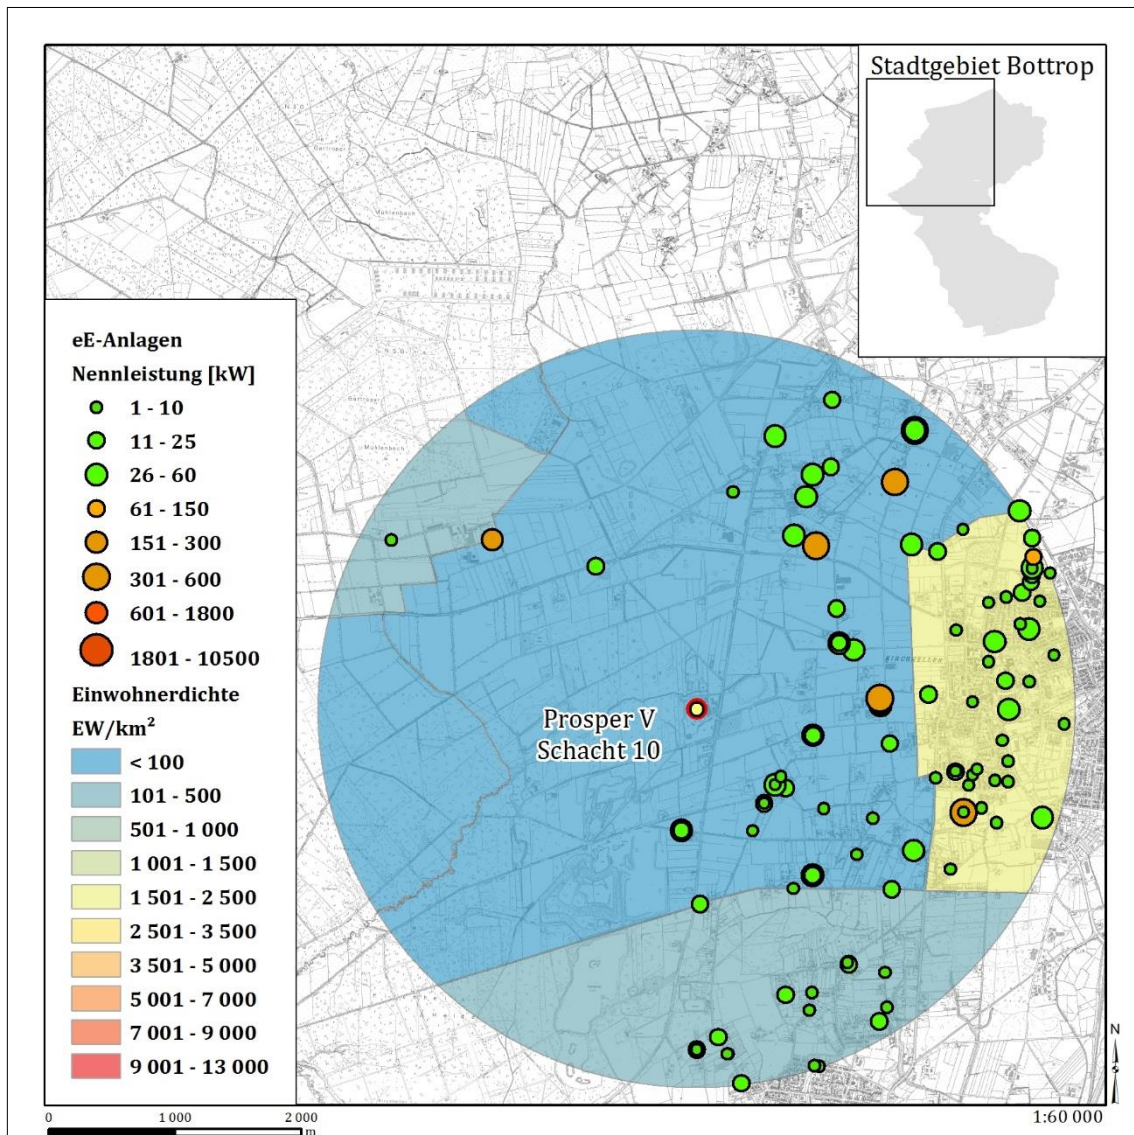 Stadtgebiet Bottrop
eE-Anlagen
Nennleistung [kW]
1 - 10
11 - 25
26 - 60
61 - 150
151 - 300
301 - 600
601 - 1800
1801 - 10500
Einwohnerdichte
EW/km²
< 100
101 - 500
501 - 1 000
1 001 - 1 500
1 501 - 2 500
2 501 - 3 500
3 501 - 5 000
5 001 - 7 000
7 001 - 9 000
9 001 - 13 000
Prosper V
Schacht 10
KIRCHHELLEN
Mühlenbach
N
0 1 000 2 000
m
1:60 000